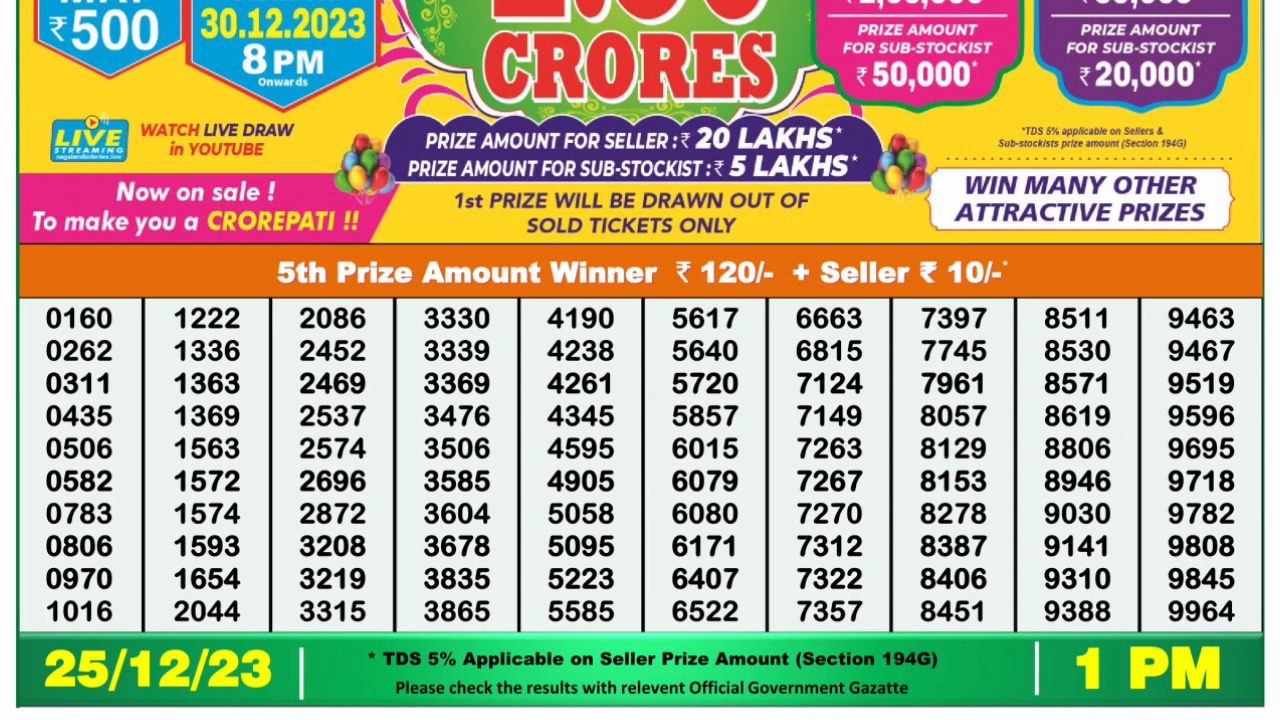 ₹500
30.12.2023
8 PM
Onwards
CRORES
PRIZE AMOUNT
FOR SUB-STOCKIST
₹ 50,000*
PRIZE AMOUNT
FOR SUB-STOCKIST
₹ 20,000*
LIVE
STREAMING
nagalandlotteries.live
WATCH LIVE DRAW
in YOUTUBE
PRIZE AMOUNT FOR SELLER : ₹ 20 LAKHS*
PRIZE AMOUNT FOR SUB-STOCKIST : ₹ 5 LAKHS*
*TDS 5% applicable on Sellers &
Sub-stockists prize amount (Section 194G)
Now on sale !
To make you a CROREPATI !!
1st PRIZE WILL BE DRAWN OUT OF
SOLD TICKETS ONLY
WIN MANY OTHER
ATTRACTIVE PRIZES
5th Prize Amount Winner ₹ 120/- + Seller ₹ 10/-*
0160 1222 2086 3330 4190 5617 6663 7397 8511 9463
0262 1336 2452 3339 4238 5640 6815 7745 8530 9467
0311 1363 2469 3369 4261 5720 7124 7961 8571 9519
0435 1369 2537 3476 4345 5857 7149 8057 8619 9596
0506 1563 2574 3506 4595 6015 7263 8129 8806 9695
0582 1572 2696 3585 4905 6079 7267 8153 8946 9718
0783 1574 2872 3604 5058 6080 7270 8278 9030 9782
0806 1593 3208 3678 5095 6171 7312 8387 9141 9808
0970 1654 3219 3835 5223 6407 7322 8406 9310 9845
1016 2044 3315 3865 5585 6522 7357 8451 9388 9964
25/12/23
* TDS 5% Applicable on Seller Prize Amount (Section 194G)
Please check the results with relevent Official Government Gazatte
1 PM